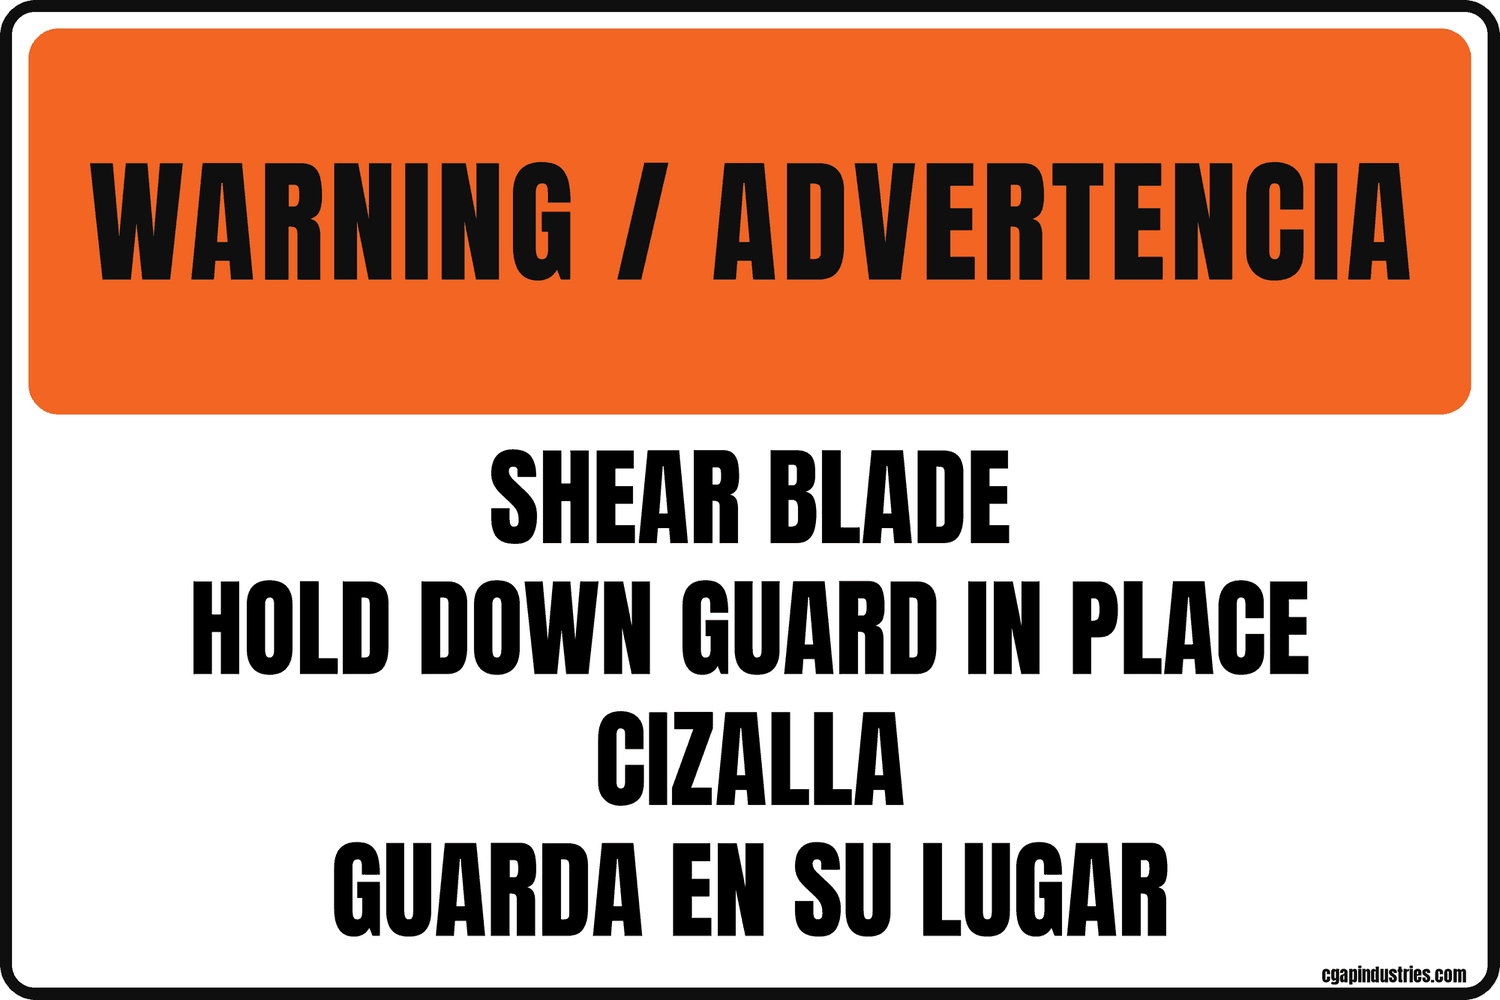 WARNING / ADVERTENCIA
SHEAR BLADE
HOLD DOWN GUARD IN PLACE
CIZALLA
GUARDA EN SU LUGAR
cgapindustries.com